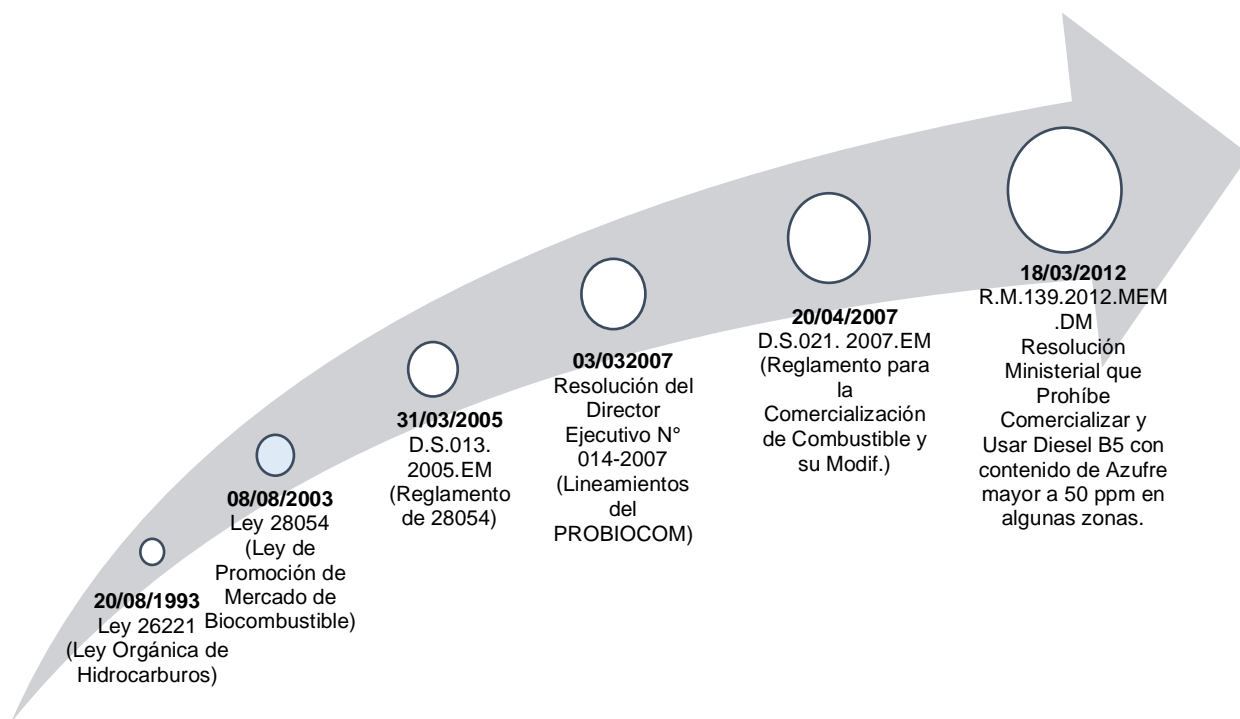 20/08/1993
Ley 26221
(Ley Orgánica de
Hidrocarburos)
08/08/2003
Ley 28054
(Ley de
Promoción de
Mercado de
Biocombustible)
31/03/2005
D.S.013.
2005.EM
(Reglamento
de 28054)
03/032007
Resolución del
Director
Ejecutivo N°
014-2007
(Lineamientos
del
PROBIOCOM)
20/04/2007
D.S.021. 2007.EM
(Reglamento para
la
Comercialización
de Combustible y
su Modif.)
18/03/2012
R.M.139.2012.MEM
.DM
Resolución
Ministerial que
Prohíbe
Comercializar y
Usar Diesel B5 con
contenido de Azufre
mayor a 50 ppm en
algunas zonas.